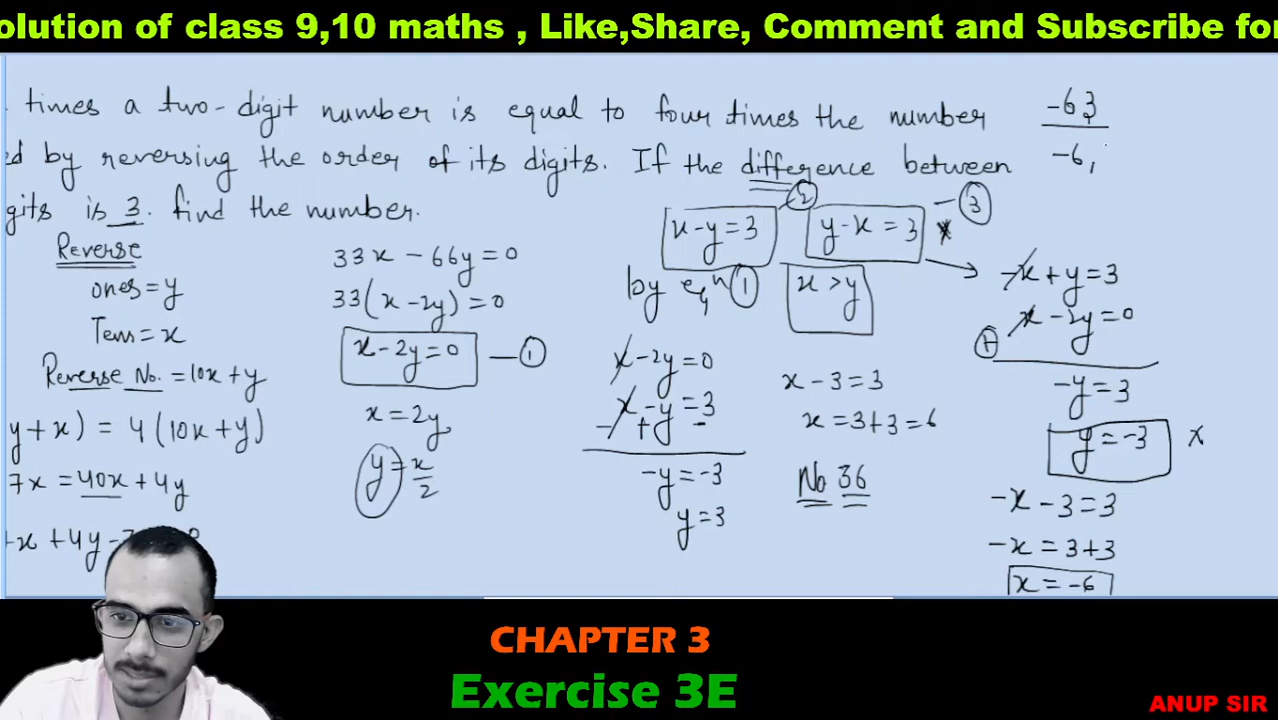 olution of class 9,10 maths , Like,Share, Comment and Subscribe for
times a two-digit number is equal to four times the number
ed by reversing the order of its digits. If the difference between
gits is 3. find the number.
-63
-6,
Reverse
ones=y
Tens=x
Reverse No. =10x+y
y+x) = 4(10x+y)
7x =40x+4y
+x +4y-7
33x - 66y=0
33(x-2y)=0
x-2y=0 —①
x=2y
y=x/2
x-y=3 -②
y-x=3 -③
by eqn ①
x>y
x-2y=0
x-y=3
- + -
-y=-3
y=3
x-3=3
x=3+3=6
No 36
-x+y=3
x-2y=0
-y=3
y=-3 ×
-x-3=3
-x=3+3
x=-6
CHAPTER 3
Exercise 3E
ANUP SIR